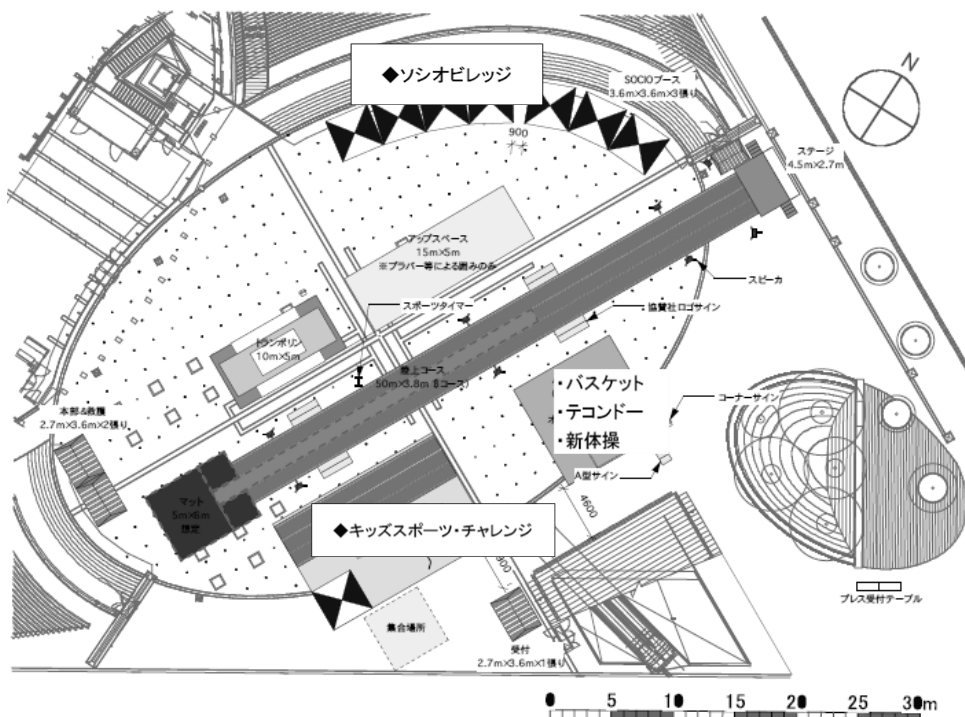 ◆ソシオビレッジ
SOCIOブース
3.6m×3.6m×3張り
N
900
ステージ
4.5m×2.7m
アップスペース
15m×5m
※プラバー等による囲みのみ
スピーカ
スポーツタイマー
協賛社ロゴサイン
トランポリン
10m×5m
陸上コース
50m×3.8m
・バスケット
・テコンドー
・新体操
コーナーサイン
本部&救護
2.7m×3.6m×2張り
A型サイン
マット
5m×6m
想定
4600
◆キッズスポーツ・チャレンジ
900
プレス受付テーブル
集合場所
受付
2.7m×3.6m×1張り
0 5 10 15 20 25 30m